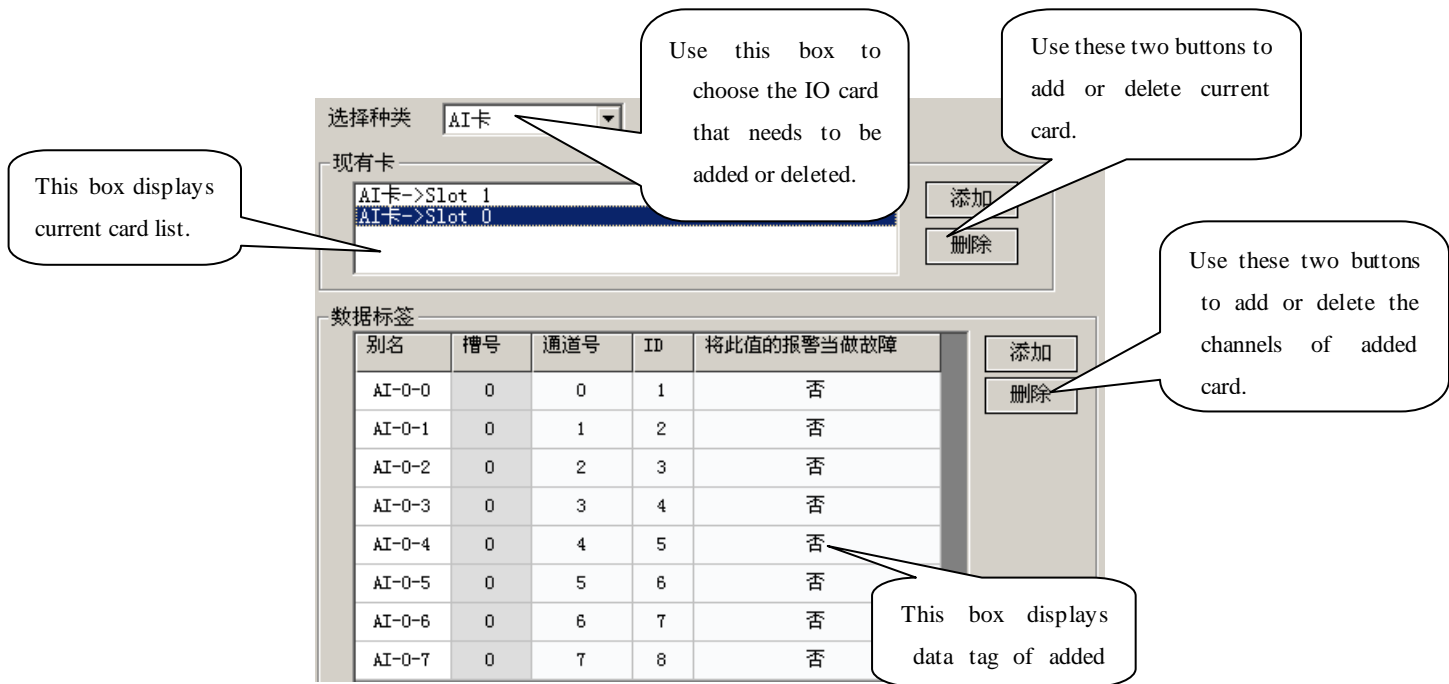 Use this box to
choose the IO card
that needs to be
added or deleted.
Use these two buttons to
add or delete current
card.
选择种类 AI卡
This box displays
current card list.
现有卡
AI卡->Slot 1
AI卡->Slot 0
添加
删除
Use these two buttons
to add or delete the
channels of added
card.
数据标签
别名 槽号 通道号 ID 将此值的报警当做故障
AI-0-0 0 0 1 否
AI-0-1 0 1 2 否
AI-0-2 0 2 3 否
AI-0-3 0 3 4 否
AI-0-4 0 4 5 否
AI-0-5 0 5 6 否
AI-0-6 0 6 7 否
AI-0-7 0 7 8 否
添加
删除
This box displays
data tag of added